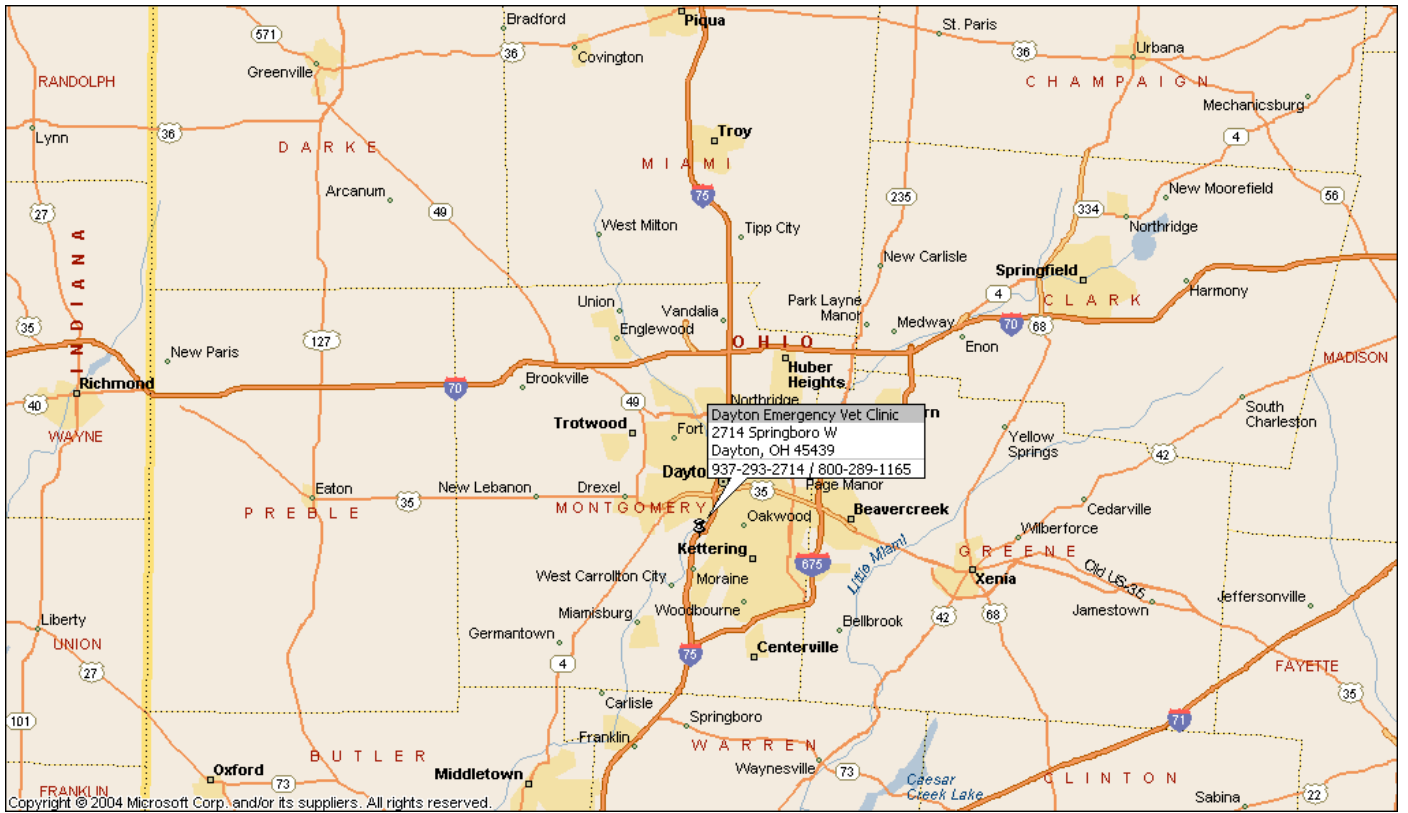 Bradford
Piqua
St. Paris
571
36
Covington
36
Urbana
Greenville
RANDOLPH
CHAMPAIGN
Mechanicsburg
Lynn
36
Troy
4
DARKE
MIAMI
Arcanum
49
75
235
New Moorefield
56
27
334
Northridge
West Milton
Tipp City
INDIANA
New Carlisle
Springfield
Union
Vandalia
Park Layne
Manor
4
CLARK
Harmony
35
Englewood
Medway
70
68
127
OHIO
Enon
New Paris
Huber
Heights
MADISON
Richmond
70
Brookville
40
49
Northridge
South
Charleston
WAYNE
Trotwood
Fort
Dayton Emergency Vet Clinic
rn
2714 Springboro W
Dayton, OH 45439
937-293-2714 / 800-289-1165
Yellow
Springs
42
Dayto
Eaton
35
New Lebanon
Drexel
35
Page Manor
PREBLE
MONTGOMERY
Oakwood
Beavercreek
Cedarville
Wilberforce
Kettering
675
Little Miami
GREENE
Xenia
Old US-35
West Carrollton City
Moraine
Miamisburg
Woodbourne
42
68
Jamestown
Jeffersonville
Liberty
Germantown
Bellbrook
UNION
4
75
Centerville
27
FAYETTE
35
Carlisle
101
Springboro
71
Franklin
WARREN
BUTLER
Oxford
73
Middletown
Waynesville
73
Caesar
Creek Lake
CLINTON
FRANKLIN
Sabina
22
Copyright © 2004 Microsoft Corp. and/or its suppliers. All rights reserved.